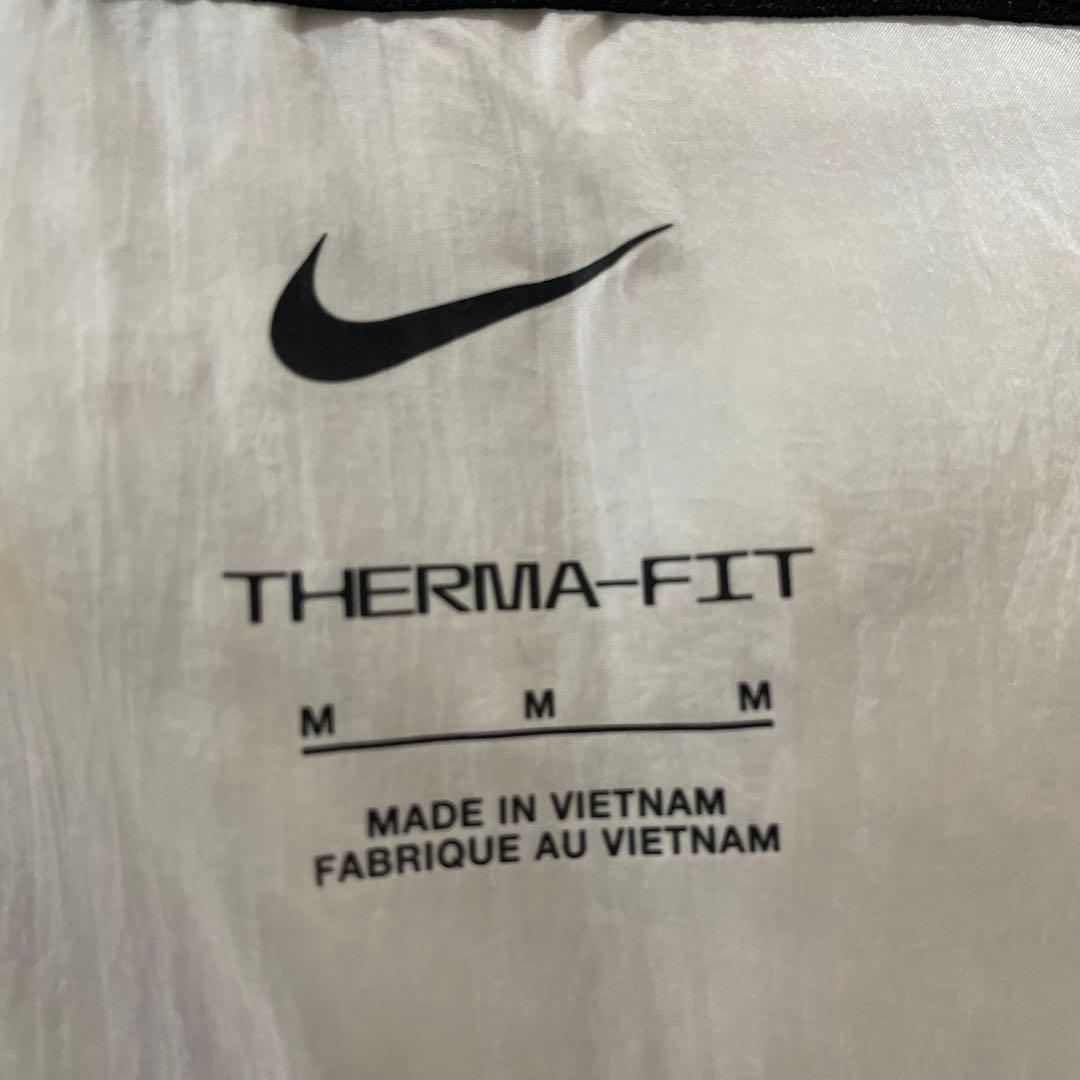 THERMA-FIT
M M M
MADE IN VIETNAM
FABRIQUE AU VIETNAM